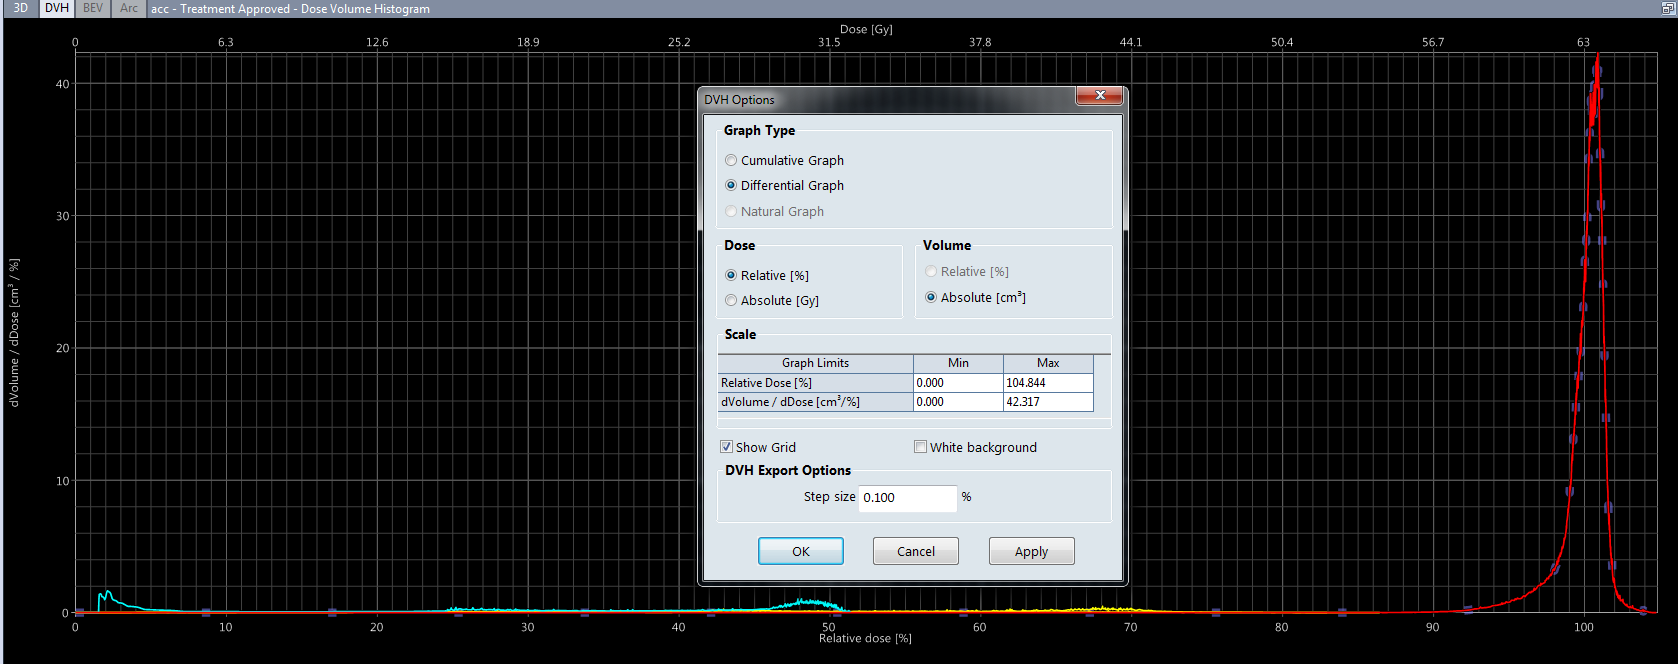 3D DVH BEV Arc acc - Treatment Approved - Dose Volume Histogram
Dose [Gy]
0 6.3 12.6 18.9 25.2 31.5 37.8 44.1 50.4 56.7 63
40
30
20
10
0
dVolume / dDose [cm³ / %]
0 10 20 30 40 50 60 70 80 90 100
Relative dose [%]
DVH Options
Graph Type
Cumulative Graph
Differential Graph
Natural Graph
Dose
Relative [%]
Absolute [Gy]
Volume
Relative [%]
Absolute [cm³]
Scale
Graph Limits Min Max
Relative Dose [%] 0.000 104.844
dVolume / dDose [cm³/%] 0.000 42.317
Show Grid White background
DVH Export Options
Step size 0.100 %
OK Cancel Apply